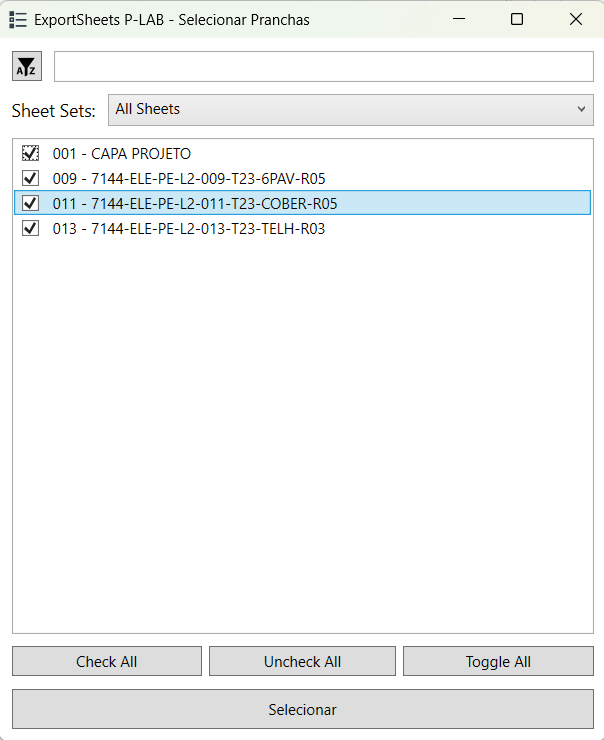 ExportSheets P-LAB - Selecionar Pranchas
AZ
Sheet Sets: All Sheets
001 - CAPA PROJETO
009 - 7144-ELE-PE-L2-009-T23-6PAV-R05
011 - 7144-ELE-PE-L2-011-T23-COBER-R05
013 - 7144-ELE-PE-L2-013-T23-TELH-R03
Check All Uncheck All Toggle All
Selecionar